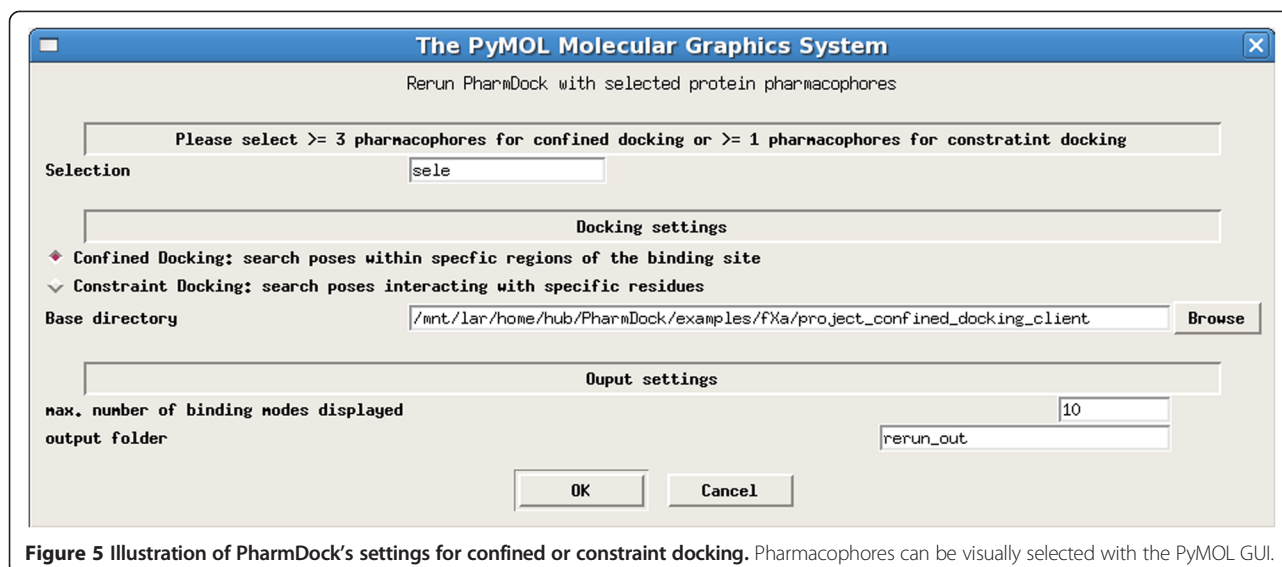 The PyMOL Molecular Graphics System
Rerun PharmDock with selected protein pharmacophores
Please select >= 3 pharmacophores for confined docking or >= 1 pharmacophores for constratint docking
Selection sele
Docking settings
Confined Docking: search poses within specfic regions of the binding site
Constraint Docking: search poses interacting with specific residues
Base directory /mnt/lar/home/hub/PharmDock/examples/fXa/project_confined_docking_client Browse
Ouput settings
max. number of binding modes displayed 10
output folder rerun_out
OK Cancel
Figure 5 Illustration of PharmDock's settings for confined or constraint docking. Pharmacophores can be visually selected with the PyMOL GUI.